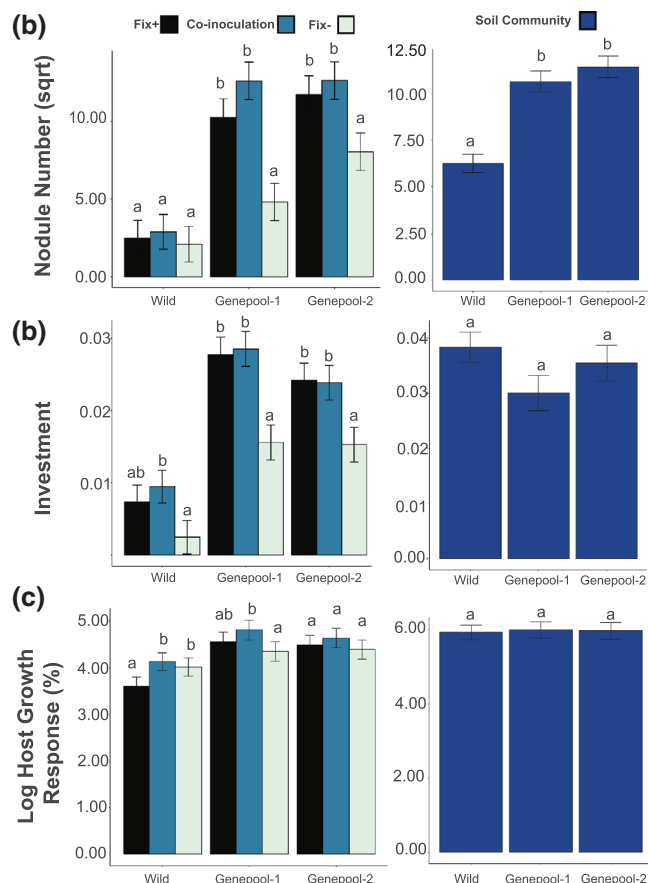 (b)
Fix+ Co-inoculation Fix-
Soil Community
Nodule Number (sqrt)
10.00
5.00
0.00
a a a
b b a
b b a
Wild Genepool-1 Genepool-2
12.50
10.00
7.50
2.50
0.00
a b b
Wild Genepool-1 Genepool-2
(b)
Investment
0.03
0.02
0.01
ab b a
b b a
b b a
Wild Genepool-1 Genepool-2
0.04
0.03
0.02
0.01
0.00
a a a
Wild Genepool-1 Genepool-2
(c)
Log Host Growth
Response (%)
5.00
4.00
3.00
2.00
1.00
0.00
a b b
ab b a
a a a
Wild Genepool-1 Genepool-2
6.00
2.00
6.00
2.00
0.00
a a a
Wild Genepool-1 Genepool-2